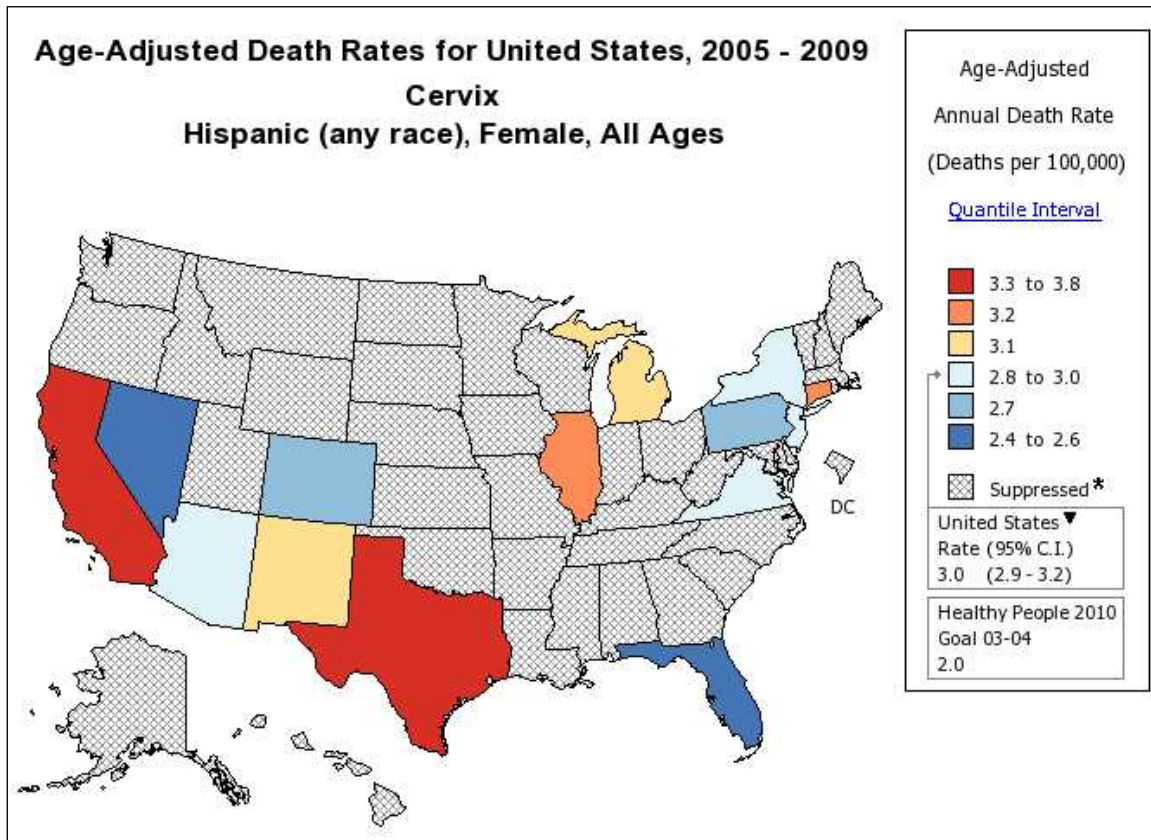 Age-Adjusted Death Rates for United States, 2005 - 2009
Cervix
Hispanic (any race), Female, All Ages
Age-Adjusted
Annual Death Rate
(Deaths per 100,000)
Quantile Interval
3.3 to 3.8
3.2
3.1
2.8 to 3.0
2.7
2.4 to 2.6
Suppressed *
United States ▼
Rate (95% C.I.)
3.0 (2.9 - 3.2)
Healthy People 2010
Goal 03-04
2.0
DC